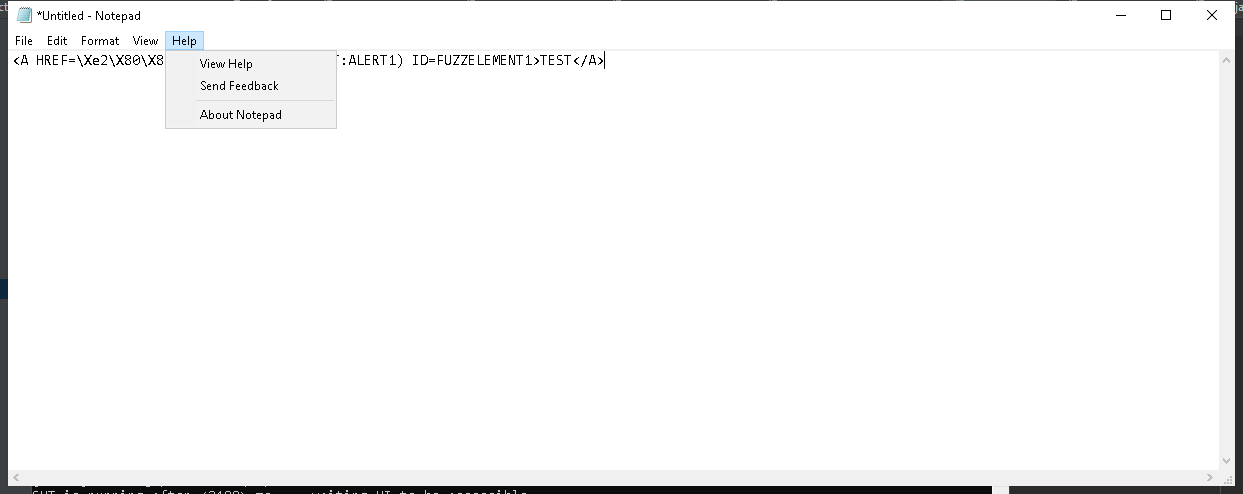 *Untitled - Notepad
File Edit Format View Help
<A HREF=\Xe2\X80\X8 T:ALERT1) ID=FUZZELEMENT1>TEST</A>
View Help
Send Feedback
About Notepad